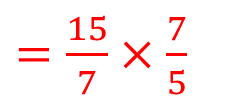 = 15/7 × 7/5